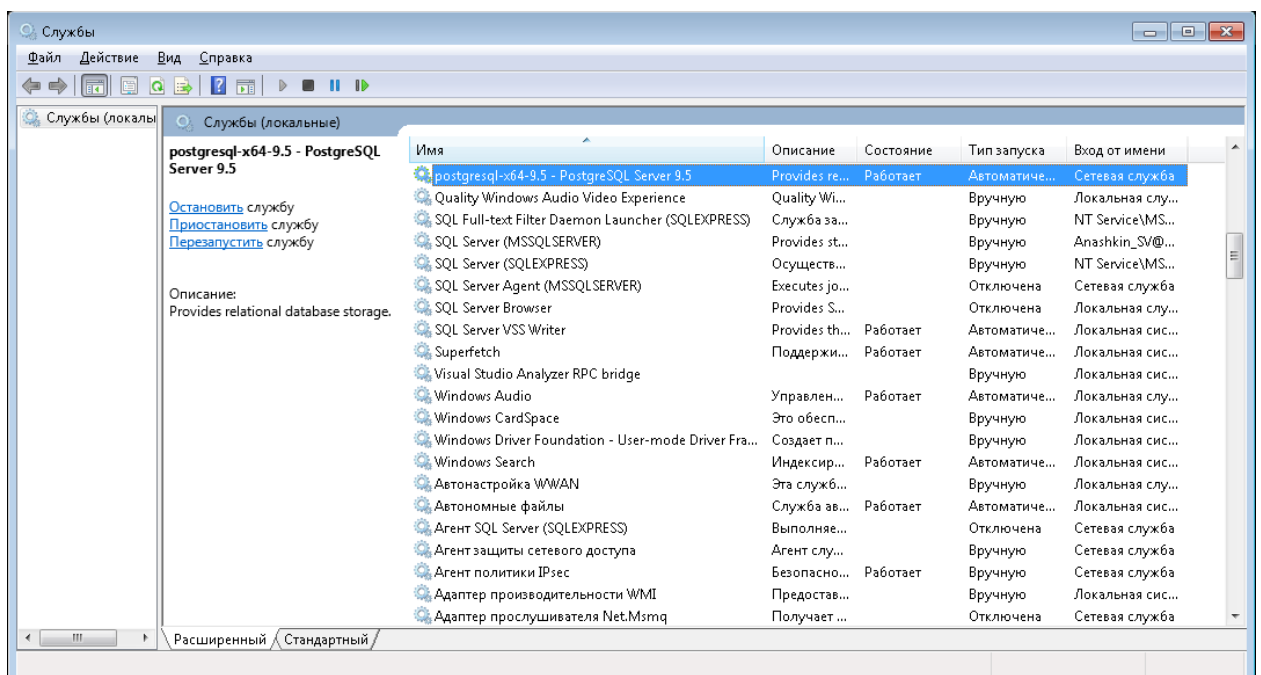 Службы
Файл Действие Вид Справка
Службы (локалы
Службы (локальные)
postgresql-x64-9.5 - PostgreSQL
Server 9.5
Остановить службу
Приостановить службу
Перезапустить службу
Описание:
Provides relational database storage.
Имя Описание Состояние Тип запуска Вход от имени
postgresql-x64-9.5 - PostgreSQL Server 9.5 Provides re... Работает Автоматиче... Сетевая служба
Quality Windows Audio Video Experience Quality Wi... Вручную Локальная слу...
SQL Full-text Filter Daemon Launcher (SQLEXPRESS) Служба за... Вручную NT Service\MS...
SQL Server (MSSQLSERVER) Provides st... Вручную Anashkin_SV@...
SQL Server (SQLEXPRESS) Осуществ... Вручную NT Service\MS...
SQL Server Agent (MSSQLSERVER) Executes jo... Отключена Сетевая служба
SQL Server Browser Provides S... Отключена Локальная слу...
SQL Server VSS Writer Provides th... Работает Автоматиче... Локальная сис...
Superfetch Поддержи... Работает Автоматиче... Локальная сис...
Visual Studio Analyzer RPC bridge Вручную Локальная сис...
Windows Audio Управлен... Работает Автоматиче... Локальная слу...
Windows CardSpace Это обесп... Вручную Локальная сис...
Windows Driver Foundation - User-mode Driver Fra... Создает п... Вручную Локальная сис...
Windows Search Индексир... Работает Автоматиче... Локальная сис...
Автонастройка WWAN Эта служб... Вручную Локальная слу...
Автономные файлы Служба ав... Работает Автоматиче... Локальная сис...
Агент SQL Server (SQLEXPRESS) Выполняе... Отключена Сетевая служба
Агент защиты сетевого доступа Агент слу... Вручную Сетевая служба
Агент политики IPsec Безопасно... Работает Вручную Сетевая служба
Адаптер производительности WMI Предостав... Вручную Локальная сис...
Адаптер прослушивателя Net.Msmq Получает ... Отключена Сетевая служба
Расширенный Стандартный